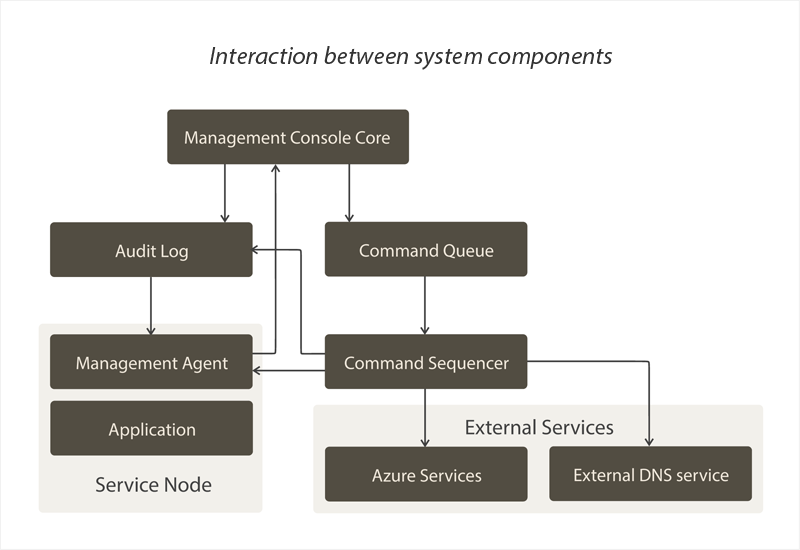 Interaction between system components
Management Console Core
Audit Log
Command Queue
Management Agent
Command Sequencer
Application
External Services
Service Node
Azure Services
External DNS service